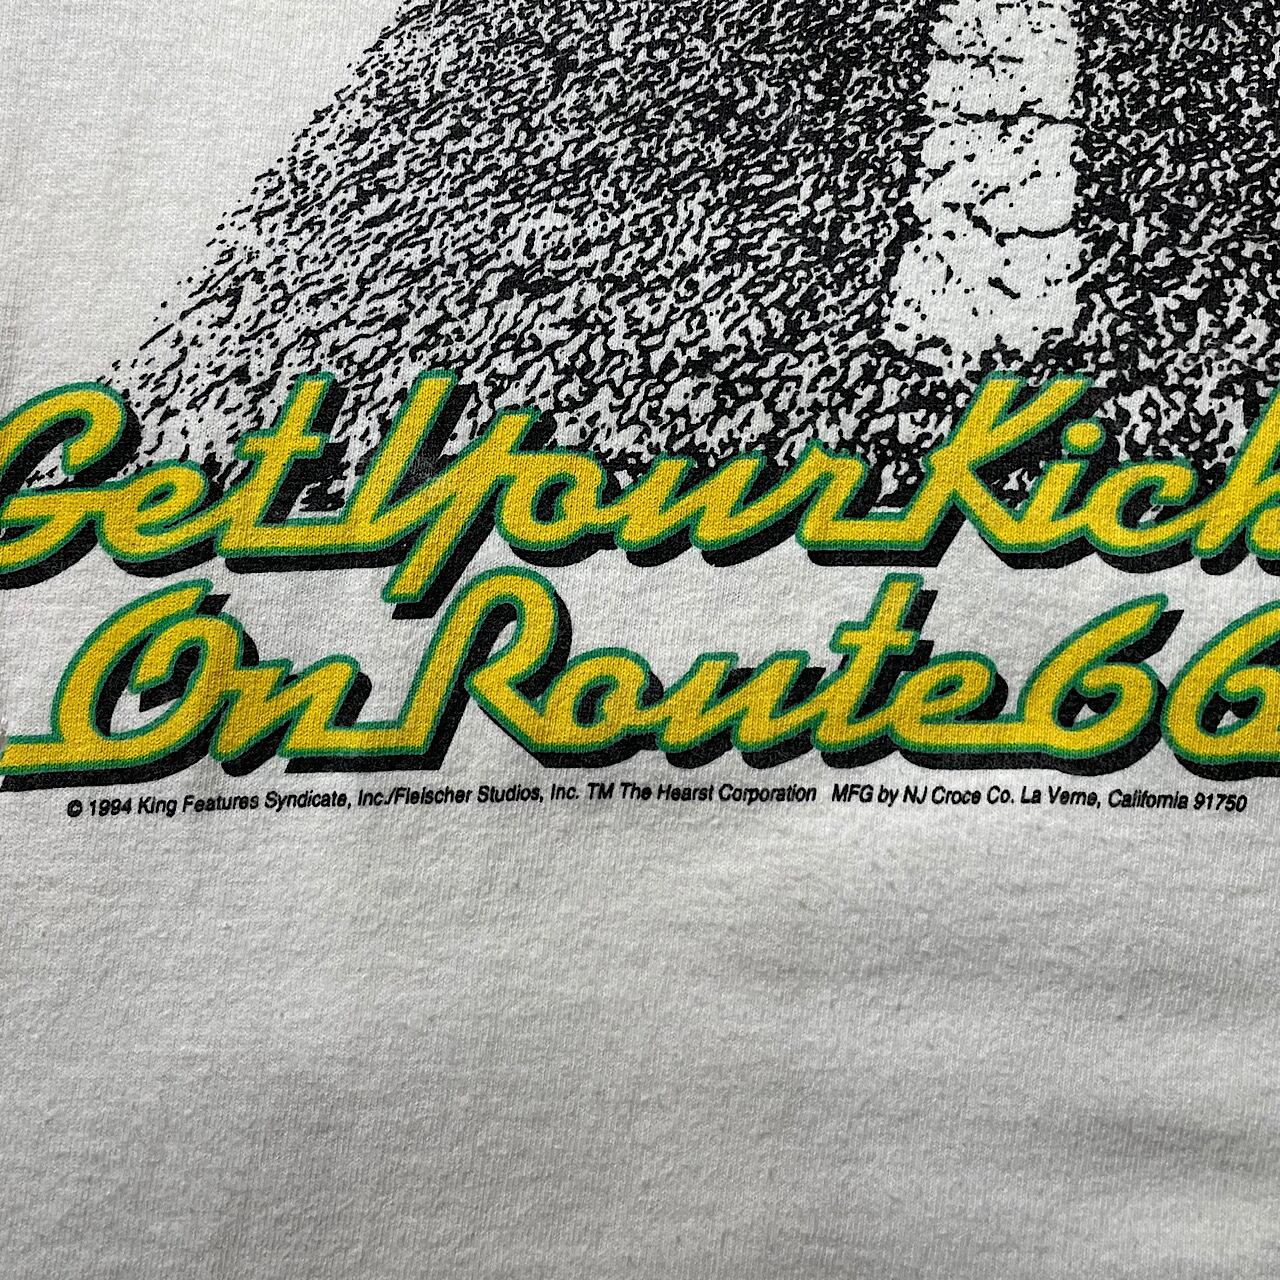 Get Your Kick
On Route 66
© 1994 King Features Syndicate, Inc./Fleischer Studios, Inc. TM The Hearst Corporation MFG by NJ Croce Co. La Verne, California 91750